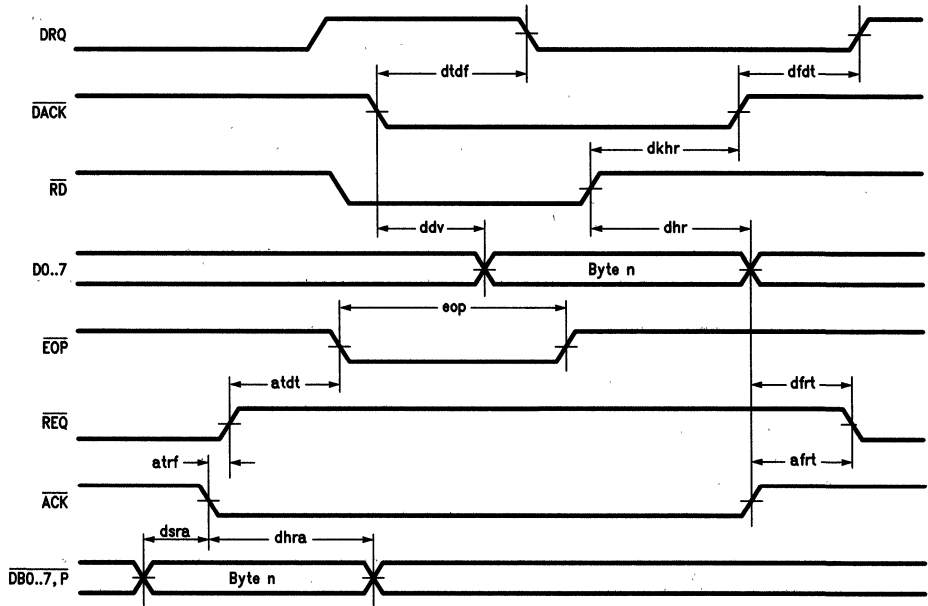 DRQ
dtdf
dfdt
DACK
dkhr
RD
ddv
dhr
D0..7
Byte n
eop
EOP
atdt
dfrt
REQ
atrf
afrt
ACK
dsra
dhra
DB0..7,P
Byte n